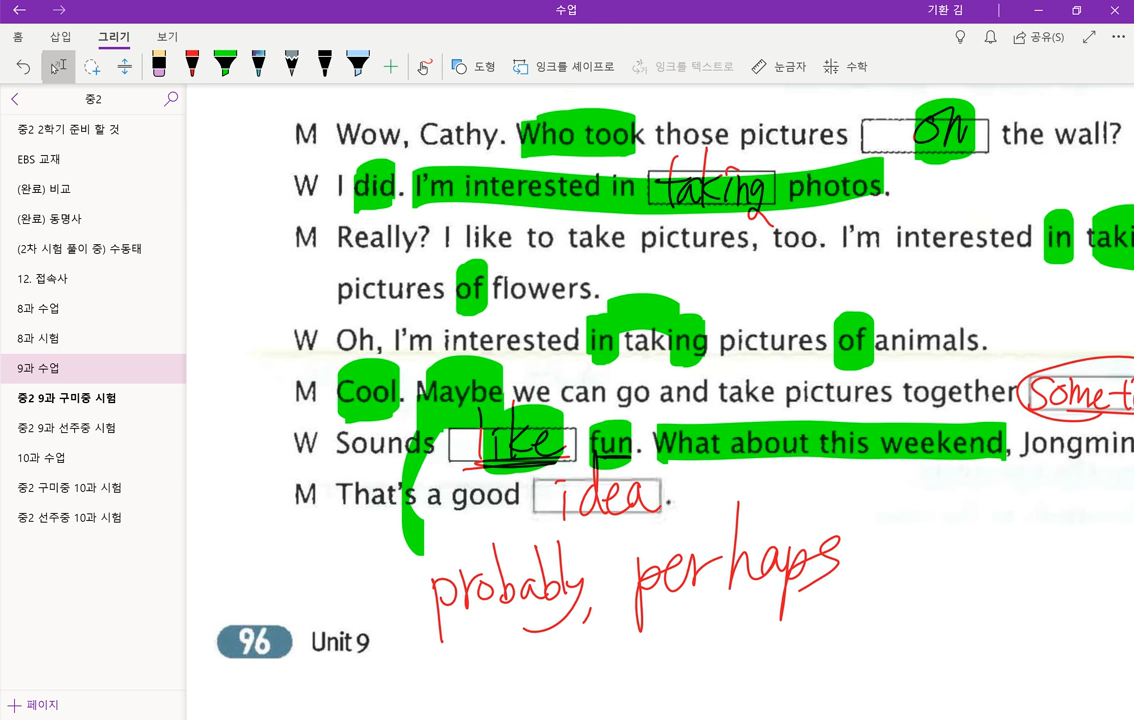 수업
기환 김
홈 삽입 그리기 보기
공유(S)
도형 잉크를 셰이프로 잉크를 텍스트로 눈금자 수학
중2
중2 2학기 준비 할 것
EBS 교재
(완료) 비교
(완료) 동명사
(2차 시험 풀이 중) 수동태
12. 접속사
8과 수업
8과 시험
9과 수업
중2 9과 구미중 시험
중2 9과 선주중 시험
10과 수업
중2 구미중 10과 시험
중2 선주중 10과 시험
페이지
M Wow, Cathy. Who took those pictures on the wall?
W I did. I'm interested in taking photos.
M Really? I like to take pictures, too. I'm interested in taki
pictures of flowers.
W Oh, I'm interested in taking pictures of animals.
M Cool. Maybe we can go and take pictures together someti
W Sounds like fun. What about this weekend, Jongmin
M That's a good idea.
probably, perhaps
96 Unit 9